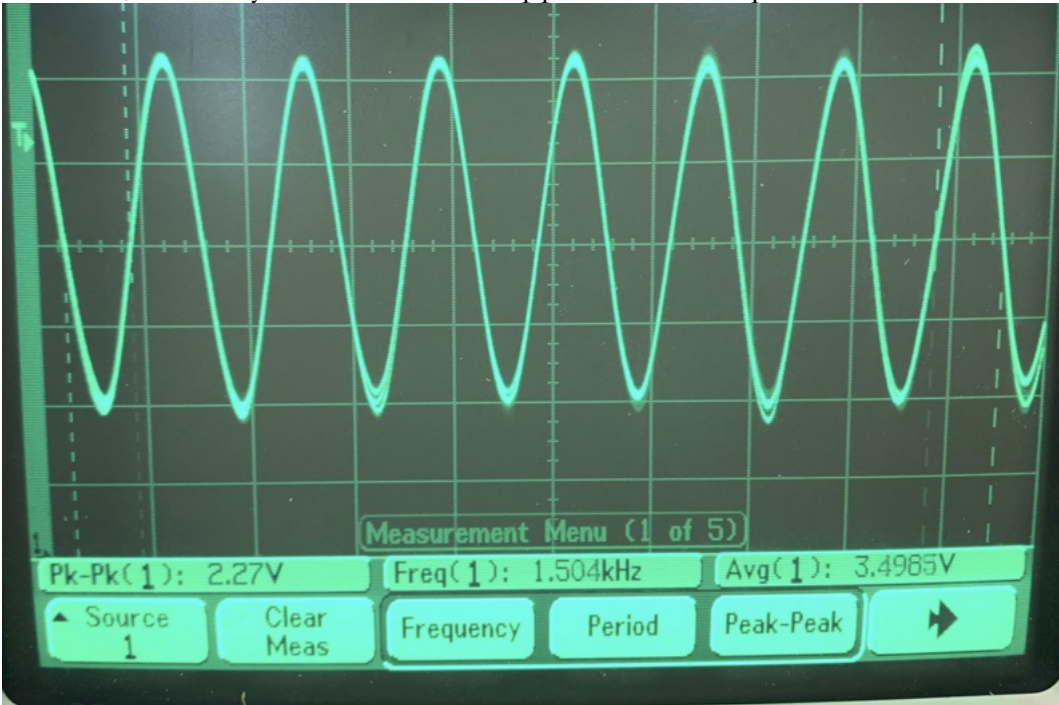 T
Measurement Menu (1 of 5)
1
Pk-Pk(1): 2.27V Freq(1): 1.504kHz Avg(1): 3.4985V
Source 1 Clear Meas Frequency Period Peak-Peak